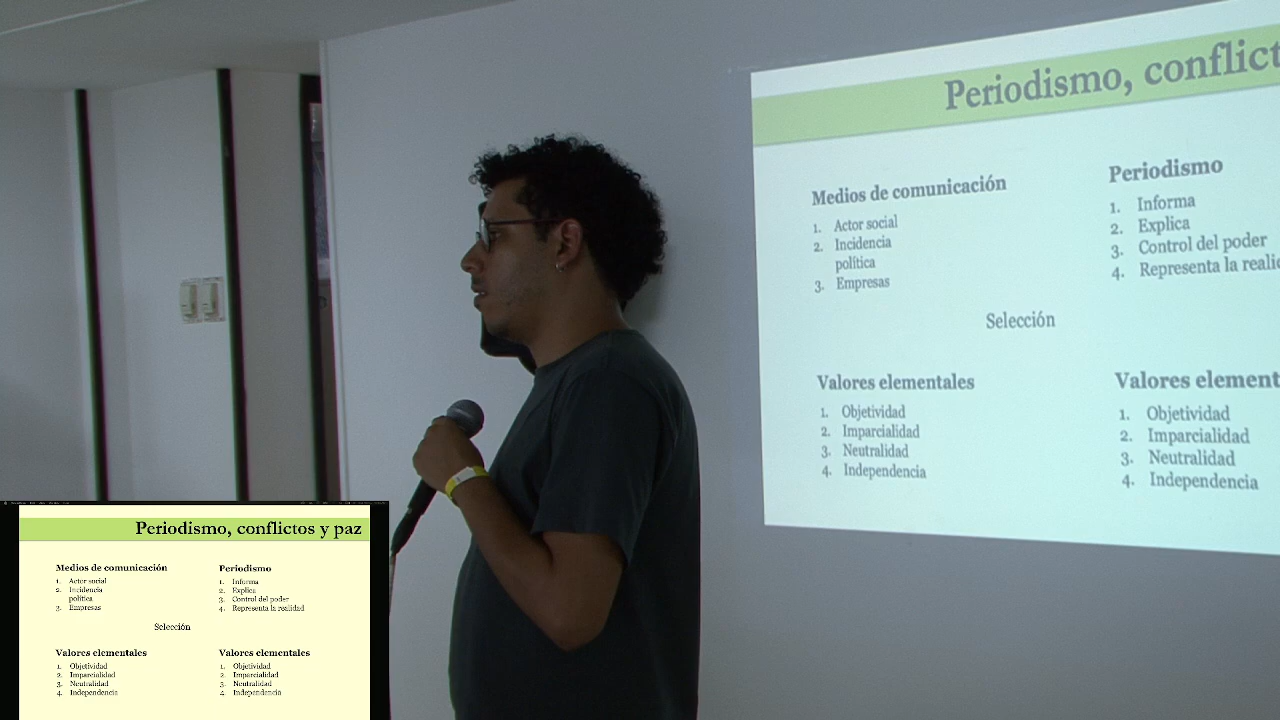 Periodismo, conflict
Medios de comunicación
1. Actor social
2. Incidencia
política
3. Empresas
Periodismo
1. Informa
2. Explica
3. Control del poder
4. Representa la reali
Selección
Valores elementales
1. Objetividad
2. Imparcialidad
3. Neutralidad
4. Independencia
Valores element
1. Objetividad
2. Imparcialidad
3. Neutralidad
4. Independencia
Periodismo, conflictos y paz
Medios de comunicación
1. Actor social
2. Incidencia
política
3. Empresas
Periodismo
1. Informa
2. Explica
3. Control del poder
4. Representa la realidad
Selección
Valores elementales
1. Objetividad
2. Imparcialidad
3. Neutralidad
4. Independencia
Valores elementales
1. Objetividad
2. Imparcialidad
3. Neutralidad
4. Independencia